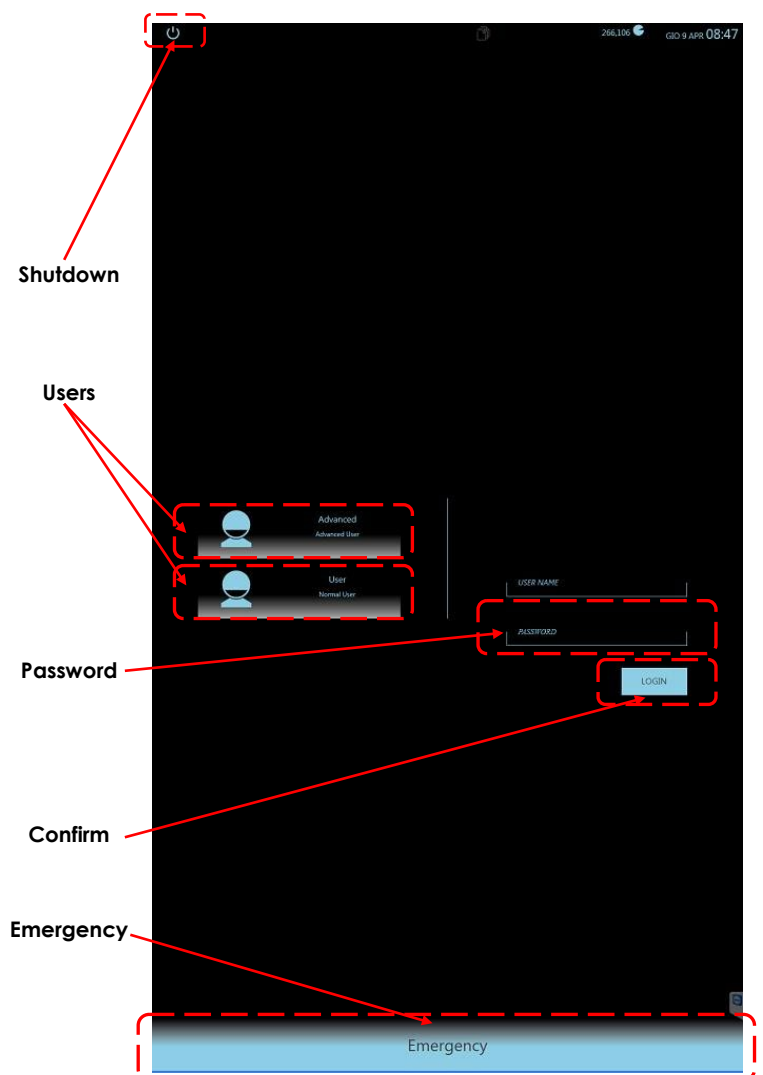 266,106 GIO 9 APR 08:47
Shutdown
Users
Advanced
Advanced User
User
Normal User
USER NAME
PASSWORD
Password
LOGIN
Confirm
Emergency
Emergency